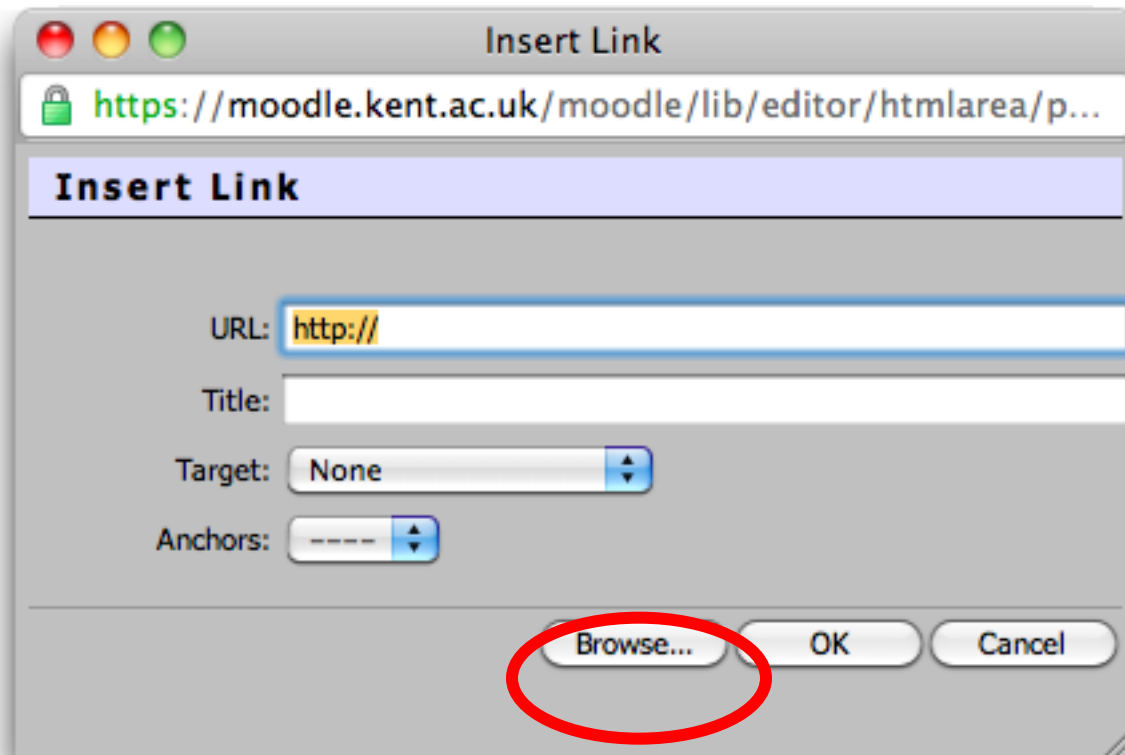 Insert Link
https://moodle.kent.ac.uk/moodle/lib/editor/htmlarea/p...
Insert Link
URL: http://
Title:
Target: None
Anchors: ----
Browse... OK Cancel